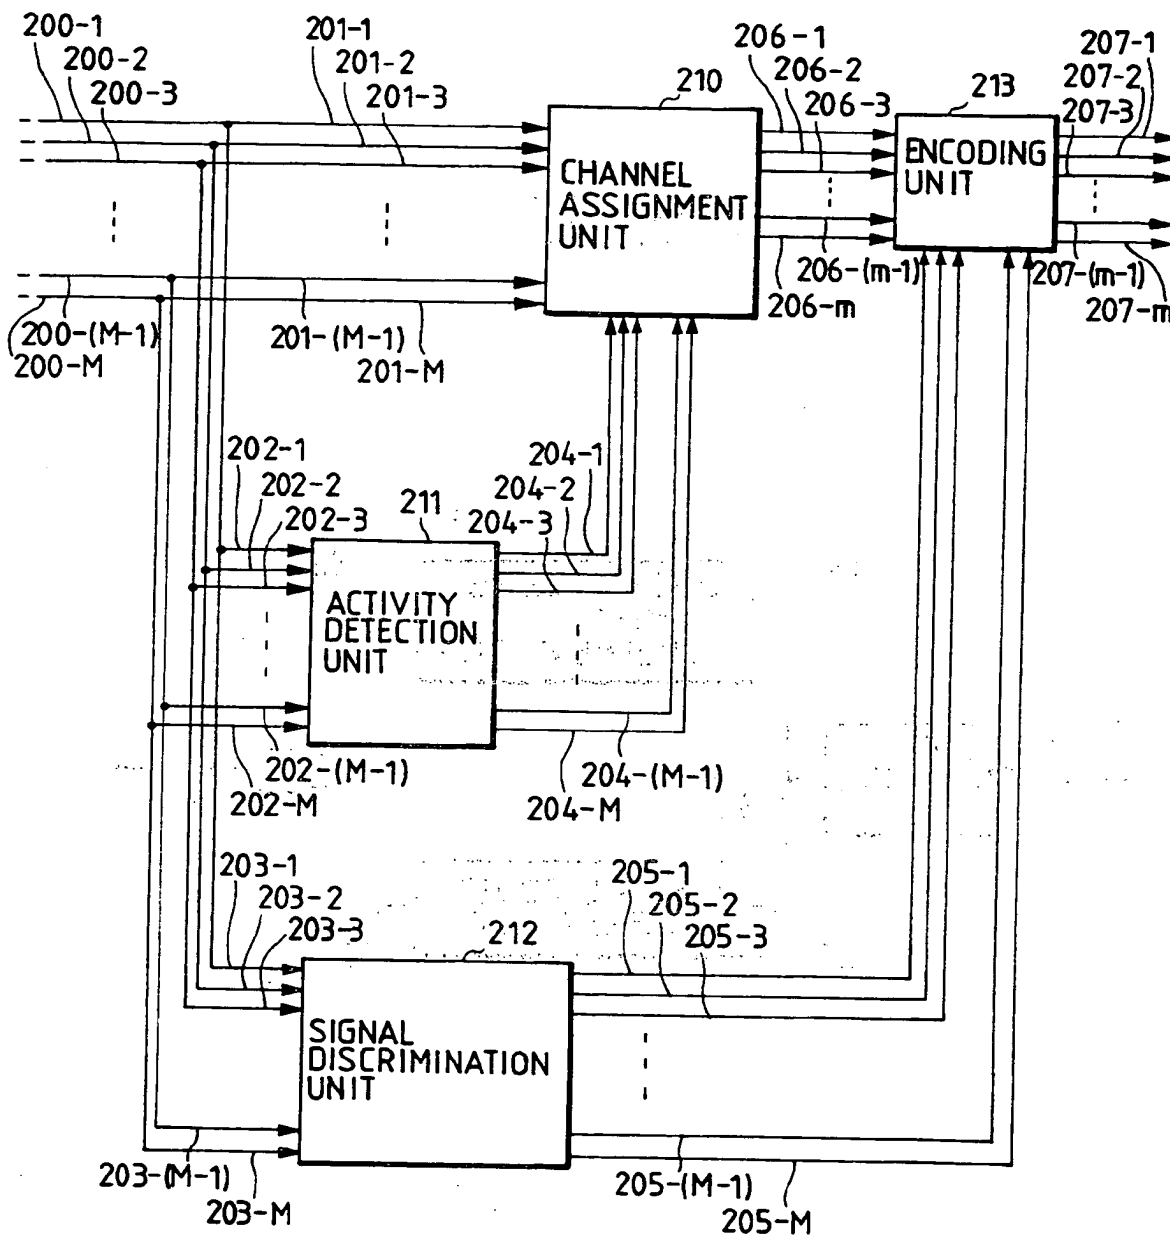 200-1
200-2
200-3
201-1
201-2
201-3
210
206-1
206-2
206-3
213
207-1
207-2
207-3
CHANNEL
ASSIGNMENT
UNIT
ENCODING
UNIT
200-(M-1)
200-M
201-(M-1)
201-M
206-(m-1)
206-m
207-(m-1)
207-m
202-1
202-2
202-3
211
204-1
204-2
204-3
ACTIVITY
DETECTION
UNIT
202-(M-1)
202-M
204-(M-1)
204-M
203-1
203-2
203-3
212
205-1
205-2
205-3
SIGNAL
DISCRIMINATION
UNIT
203-(M-1)
203-M
205-(M-1)
205-M